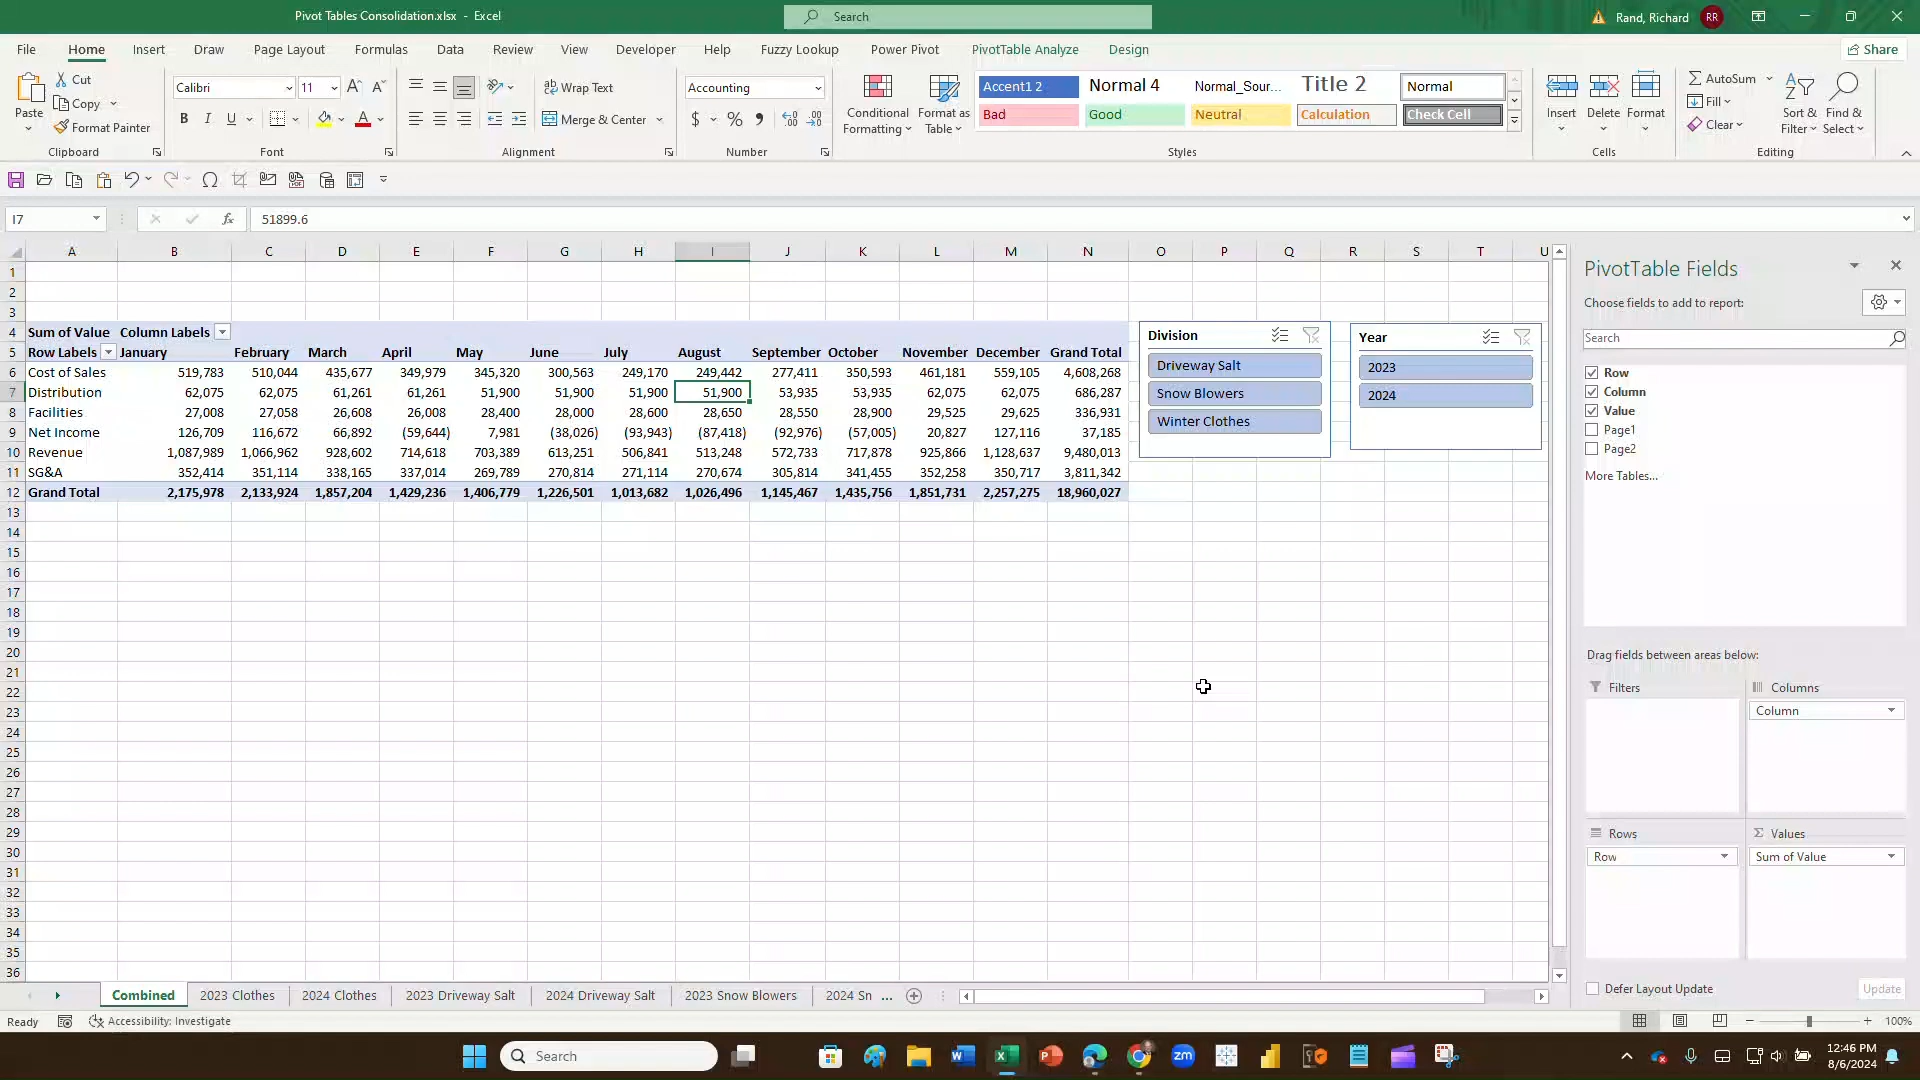 Pivot Tables Consolidation.xlsx - Excel
Search
Rand, Richard RR
File Home Insert Draw Page Layout Formulas Data Review View Developer Help Fuzzy Lookup Power Pivot PivotTable Analyze Design Share
Paste
Cut
Copy
Format Painter
Clipboard
Calibri 11
B I U
Font
Wrap Text
Merge & Center
Alignment
Accounting
Number
Conditional Formatting
Format as Table
Accent1 2 Normal 4 Normal_Sour... Title 2 Normal
Bad Good Neutral Calculation Check Cell
Styles
Insert Delete Format
Cells
AutoSum
Fill
Clear
Sort & Filter
Find & Select
Editing
I7 fx 51899.6
A B C D E F G H I J K L M N O P Q R S T U
1
2
3
4 Sum of Value Column Labels
5 Row Labels January February March April May June July August September October November December Grand Total
6 Cost of Sales 519,783 510,044 435,677 349,979 345,320 300,563 249,170 249,442 277,411 350,593 461,181 559,105 4,608,268
7 Distribution 62,075 62,075 61,261 61,261 51,900 51,900 51,900 51,900 53,935 53,935 62,075 62,075 686,287
8 Facilities 27,008 27,058 26,608 26,008 28,400 28,000 28,600 28,650 28,550 28,900 29,525 29,625 336,931
9 Net Income 126,709 116,672 66,892 (59,644) 7,981 (38,026) (93,943) (87,418) (92,976) (57,005) 20,827 127,116 37,185
10 Revenue 1,087,989 1,066,962 928,602 714,618 703,389 613,251 506,841 513,248 572,733 717,878 925,866 1,128,637 9,480,013
11 SG&A 352,414 351,114 338,165 337,014 269,789 270,814 271,114 270,674 305,814 341,455 352,258 350,717 3,811,342
12 Grand Total 2,175,978 2,133,924 1,857,204 1,429,236 1,406,779 1,226,501 1,013,682 1,026,496 1,145,467 1,435,756 1,851,731 2,257,275 18,960,027
13
14
15
16
17
18
19
20
21
22
23
24
25
26
27
28
29
30
31
32
33
34
35
36
Division
Driveway Salt
Snow Blowers
Winter Clothes
Year
2023
2024
PivotTable Fields
Choose fields to add to report:
Search
Row
Column
Value
Page1
Page2
More Tables...
Drag fields between areas below:
Filters
Columns
Column
Rows
Row
Values
Sum of Value
Defer Layout Update Update
Combined 2023 Clothes 2024 Clothes 2023 Driveway Salt 2024 Driveway Salt 2023 Snow Blowers 2024 Sn ...
Ready Accessibility: Investigate 100%
Search
12:46 PM
8/6/2024